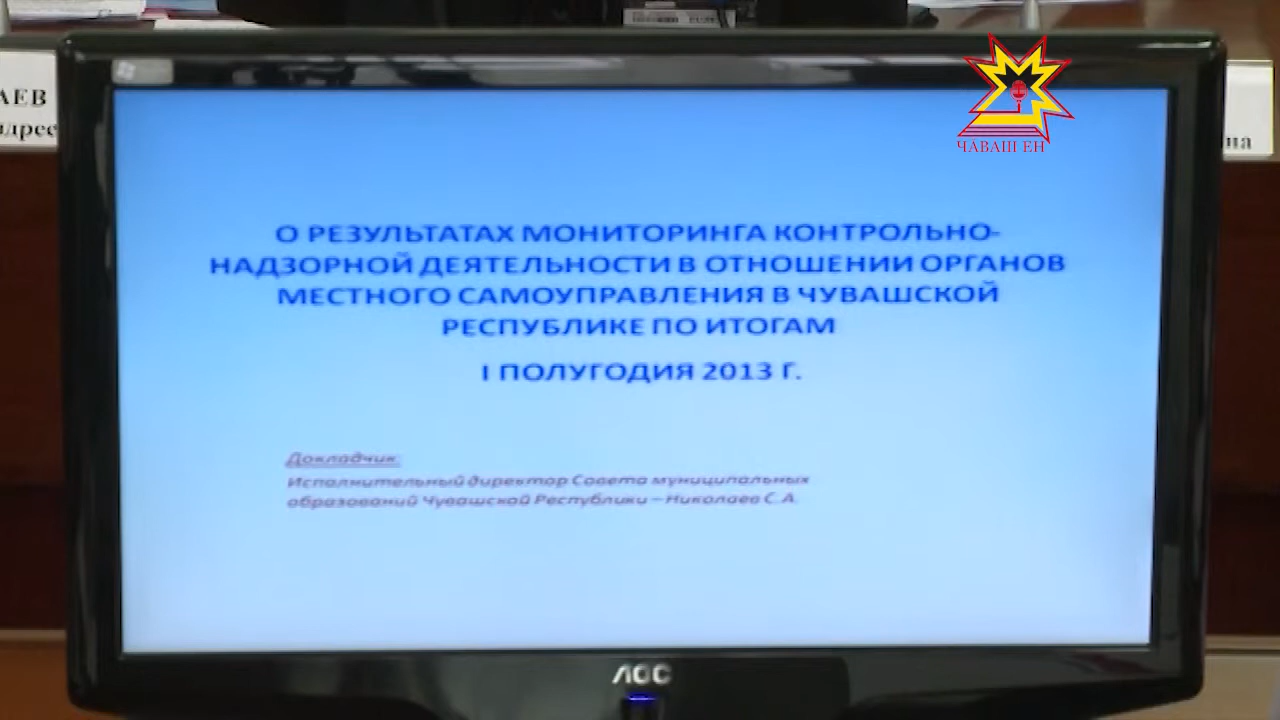 ЧӐВАШ ЕН
О РЕЗУЛЬТАТАХ МОНИТОРИНГА КОНТРОЛЬНО-
НАДЗОРНОЙ ДЕЯТЕЛЬНОСТИ В ОТНОШЕНИИ ОРГАНОВ
МЕСТНОГО САМОУПРАВЛЕНИЯ В ЧУВАШСКОЙ
РЕСПУБЛИКЕ ПО ИТОГАМ
I ПОЛУГОДИЯ 2013 Г.
Докладчик:
Исполнительный директор Совета муниципальных
образований Чувашской Республики – Николаев С.А.
AOC